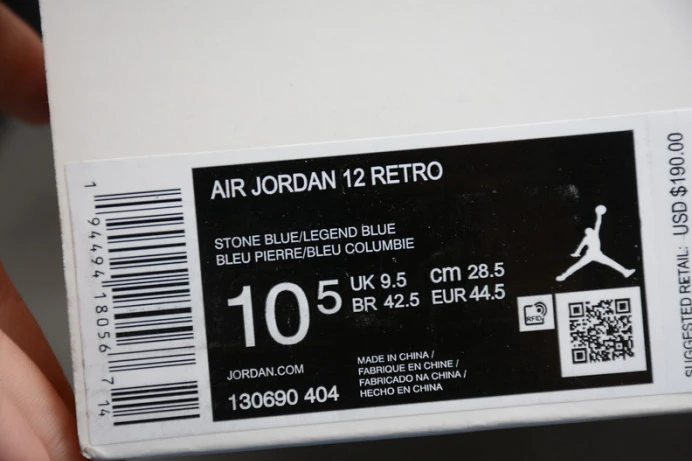 AIR JORDAN 12 RETRO
STONE BLUE/LEGEND BLUE
BLEU PIERRE/BLEU COLUMBIE
10 5
UK 9.5 cm 28.5
BR 42.5 EUR 44.5
RFID
JORDAN.COM
130690 404
MADE IN CHINA /
FABRIQUE EN CHINE /
FABRICADO NA CHINA /
HECHO EN CHINA
1 94494 18056 7 14
SUGGESTED RETAIL: USD $190.00